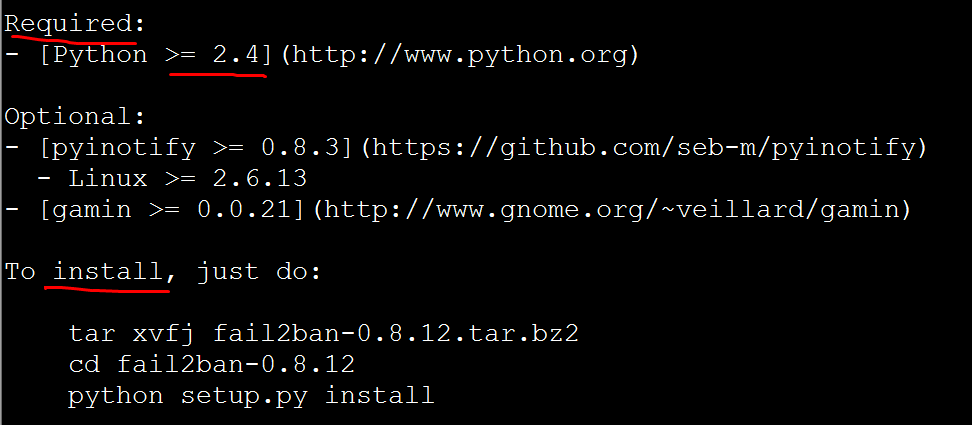 Required:
- [Python >= 2.4](http://www.python.org)
Optional:
- [pyinotify >= 0.8.3](https://github.com/seb-m/pyinotify)
- Linux >= 2.6.13
- [gamin >= 0.0.21](http://www.gnome.org/~veillard/gamin)
To install, just do:
tar xvfj fail2ban-0.8.12.tar.bz2
cd fail2ban-0.8.12
python setup.py install